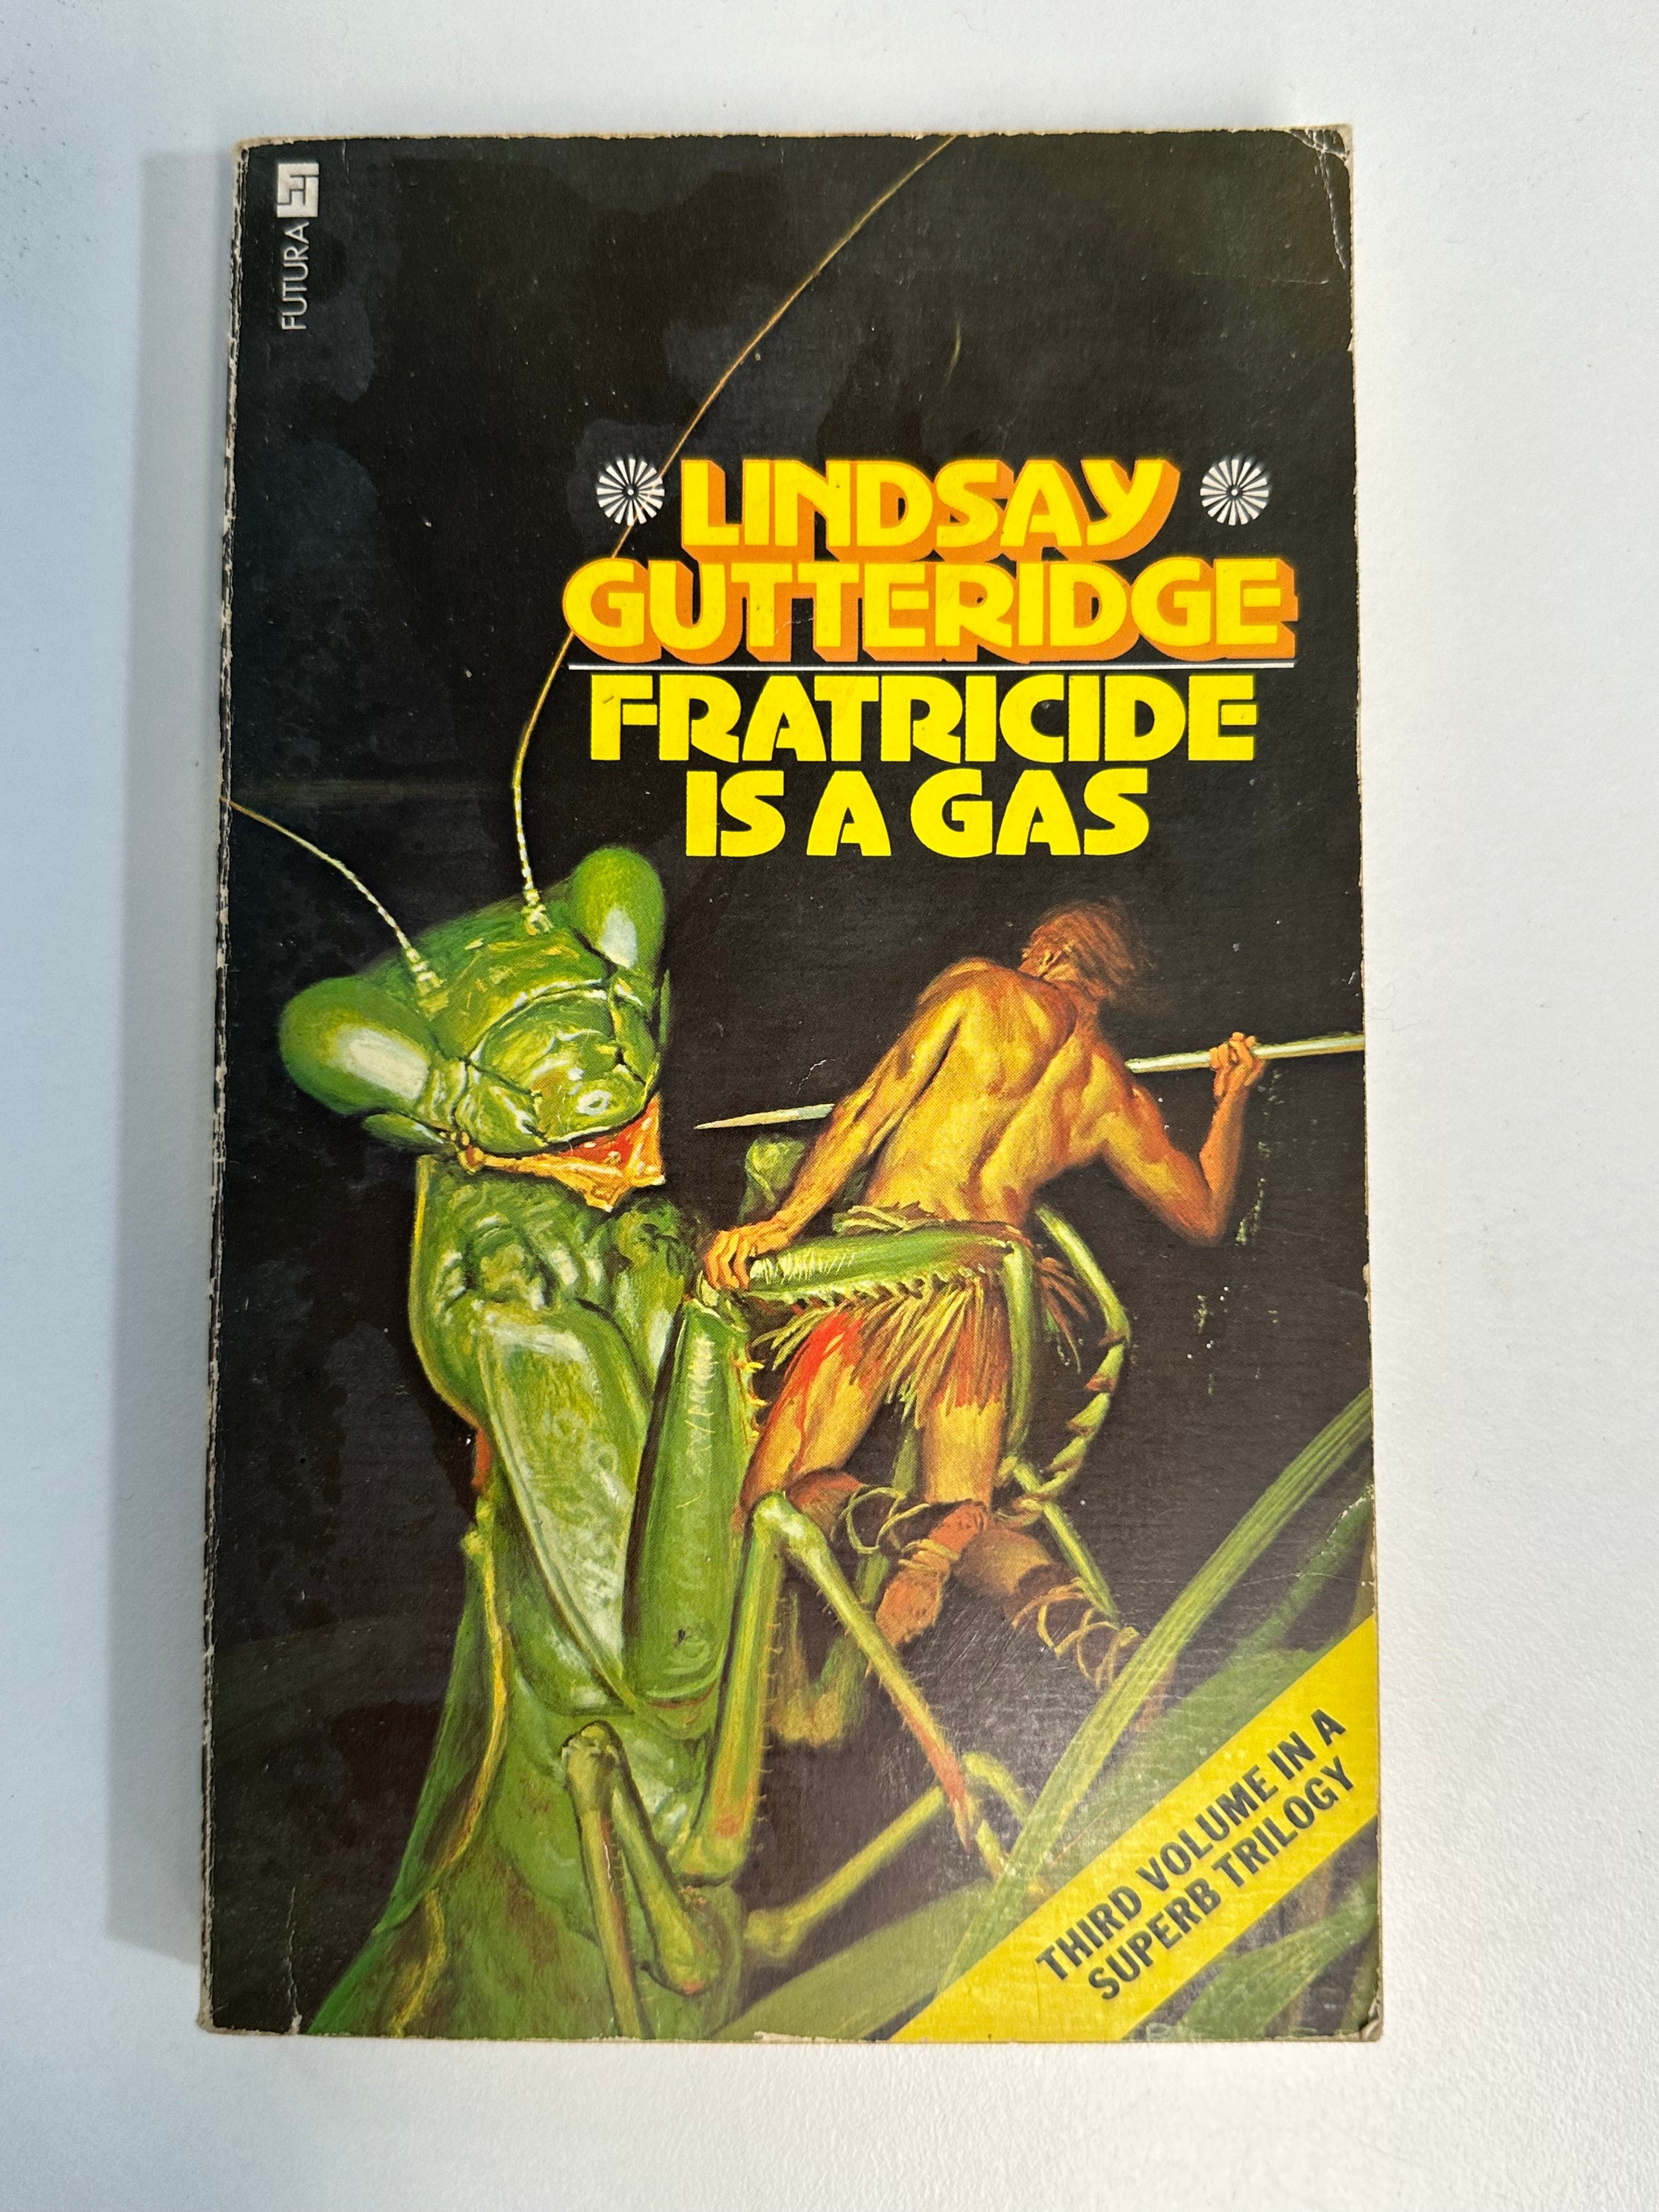 FUTURA
LINDSAY
GUTTERIDGE
FRATRICIDE
IS A GAS
THIRD VOLUME IN A
SUPERB TRILOGY